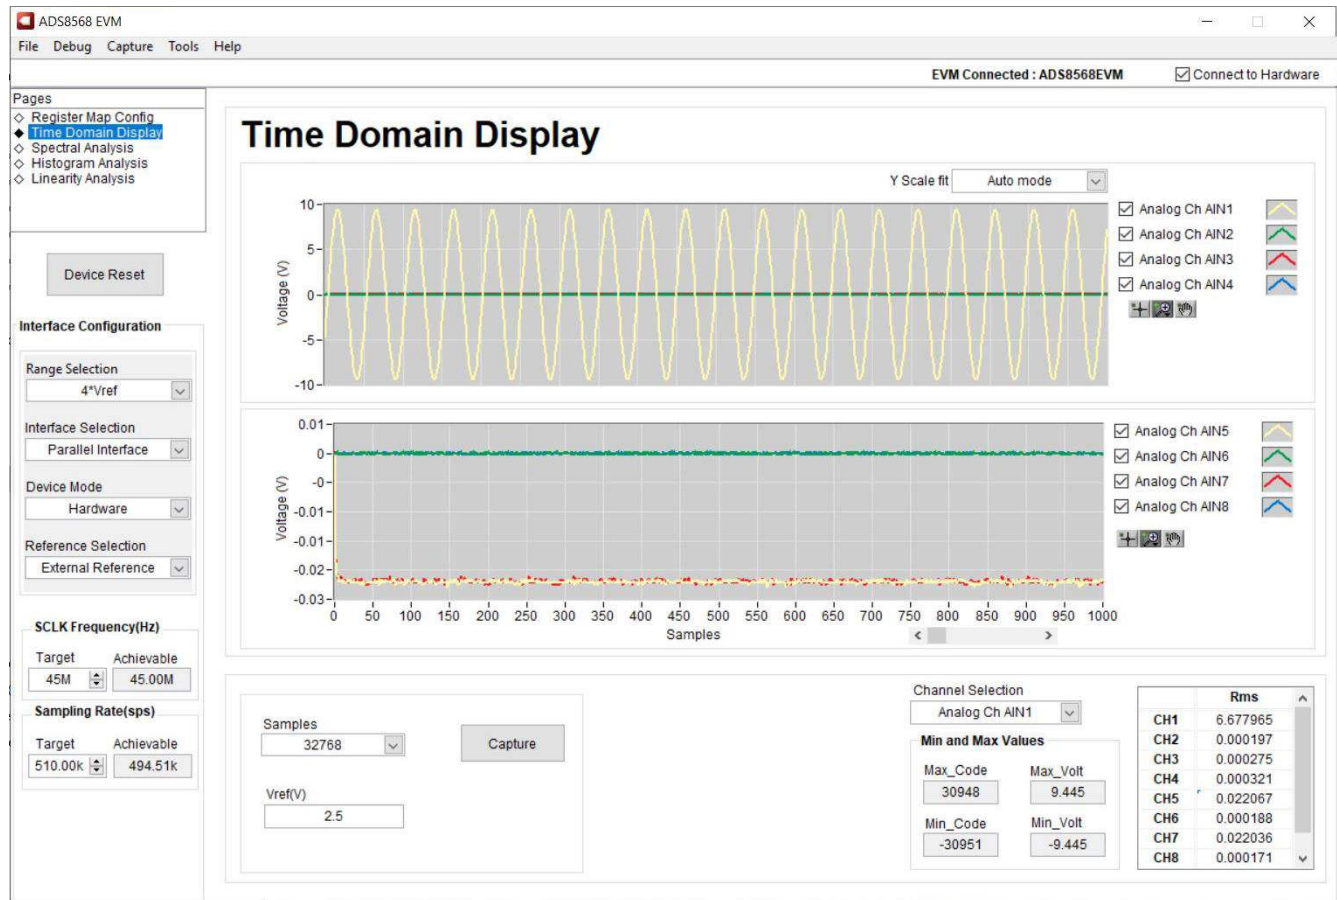 ADS8568 EVM
File Debug Capture Tools Help
EVM Connected : ADS8568EVM
Connect to Hardware
Pages
Register Map Config
Time Domain Display
Spectral Analysis
Histogram Analysis
Linearity Analysis
Device Reset
Interface Configuration
Range Selection
4*Vref
Interface Selection
Parallel Interface
Device Mode
Hardware
Reference Selection
External Reference
SCLK Frequency(Hz)
Target Achievable
45M 45.00M
Sampling Rate(sps)
Target Achievable
510.00k 494.51k
Time Domain Display
Y Scale fit Auto mode
10
5
0
-5
-10
Voltage (V)
Analog Ch AIN1
Analog Ch AIN2
Analog Ch AIN3
Analog Ch AIN4
0.01
0
-0
-0.01
-0.01
-0.02
-0.03
Voltage (V)
0 50 100 150 200 250 300 350 400 450 500 550 600 650 700 750 800 850 900 950 1000
Samples
Analog Ch AIN5
Analog Ch AIN6
Analog Ch AIN7
Analog Ch AIN8
Samples
32768
Capture
Vref(V)
2.5
Channel Selection
Analog Ch AIN1
Min and Max Values
Max_Code Max_Volt
30948 9.445
Min_Code Min_Volt
-30951 -9.445
Rms
CH1 6.677965
CH2 0.000197
CH3 0.000275
CH4 0.000321
CH5 0.022067
CH6 0.000188
CH7 0.022036
CH8 0.000171